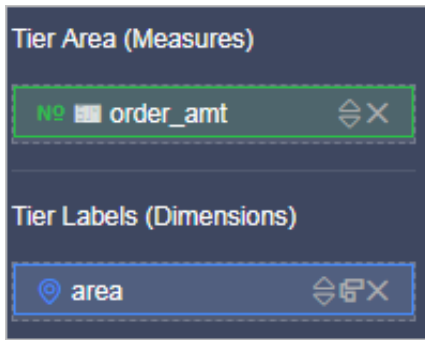 Tier Area (Measures)
Nº order_amt
Tier Labels (Dimensions)
area